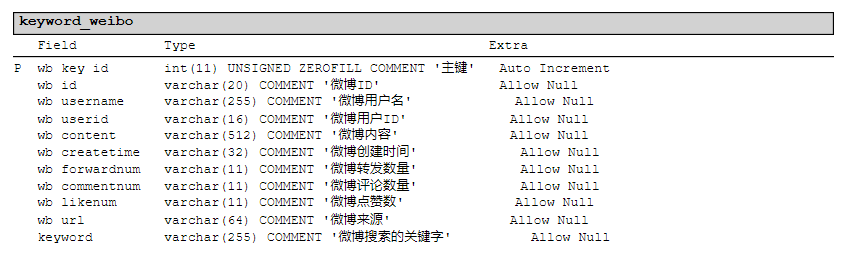 keyword_weibo
Field Type Extra
P wb key id int(11) UNSIGNED ZEROFILL COMMENT '主键' Auto Increment
wb id varchar(20) COMMENT '微博ID' Allow Null
wb username varchar(255) COMMENT '微博用户名' Allow Null
wb userid varchar(16) COMMENT '微博用户ID' Allow Null
wb content varchar(512) COMMENT '微博内容' Allow Null
wb createtime varchar(32) COMMENT '微博创建时间' Allow Null
wb forwardnum varchar(11) COMMENT '微博转发数量' Allow Null
wb commentnum varchar(11) COMMENT '微博评论数量' Allow Null
wb likenum varchar(11) COMMENT '微博点赞数' Allow Null
wb url varchar(64) COMMENT '微博来源' Allow Null
keyword varchar(255) COMMENT '微博搜索的关键字' Allow Null